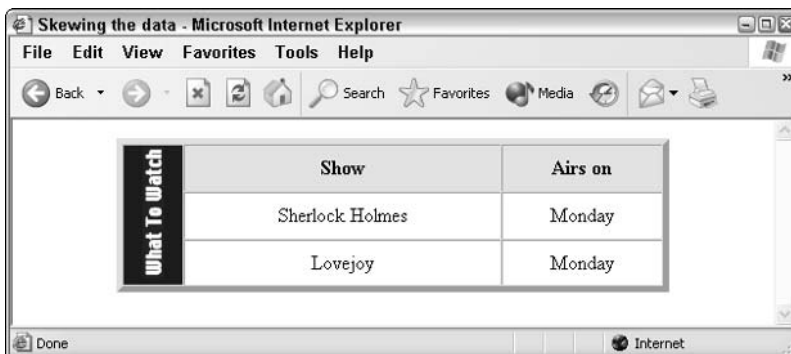 Skewing the data - Microsoft Internet Explorer
File Edit View Favorites Tools Help
Back Search Favorites Media
What To Watch
Show Airs on
Sherlock Holmes Monday
Lovejoy Monday
Done Internet